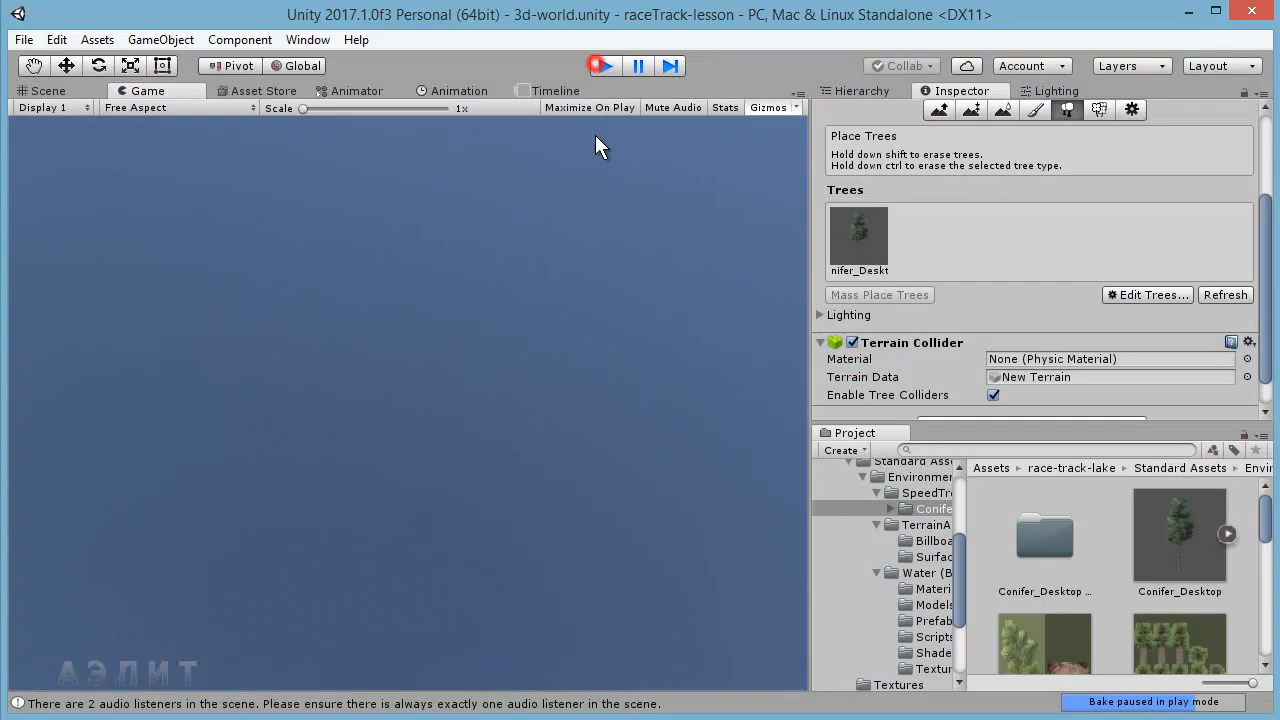 Unity 2017.1.0f3 Personal (64bit) - 3d-world.unity - raceTrack-lesson - PC, Mac & Linux Standalone <DX11>
File Edit Assets GameObject Component Window Help
Pivot Global Collab Account Layers Layout
Scene Game Asset Store Animator Animation Timeline Hierarchy Inspector Lighting
Display 1 Free Aspect Scale 1x Maximize On Play Mute Audio Stats Gizmos
Place Trees
Hold down shift to erase trees.
Hold down ctrl to erase the selected tree type.
Trees
nifer_Deskt
Mass Place Trees Edit Trees... Refresh
Lighting
Terrain Collider
Material None (Physic Material)
Terrain Data New Terrain
Enable Tree Colliders
Project
Create
Standard Ass
Assets race-track-lake Standard Assets Envir
Environmen
SpeedTre
Conife
TerrainA
Billboa
Surfac
Water (B
Materi
Models
Prefab
Scripts
Shade
Textur
Textures
Conifer_Desktop ...
Conifer_Desktop
АЭЛИТ
There are 2 audio listeners in the scene. Please ensure there is always exactly one audio listener in the scene.
Bake paused in play mode